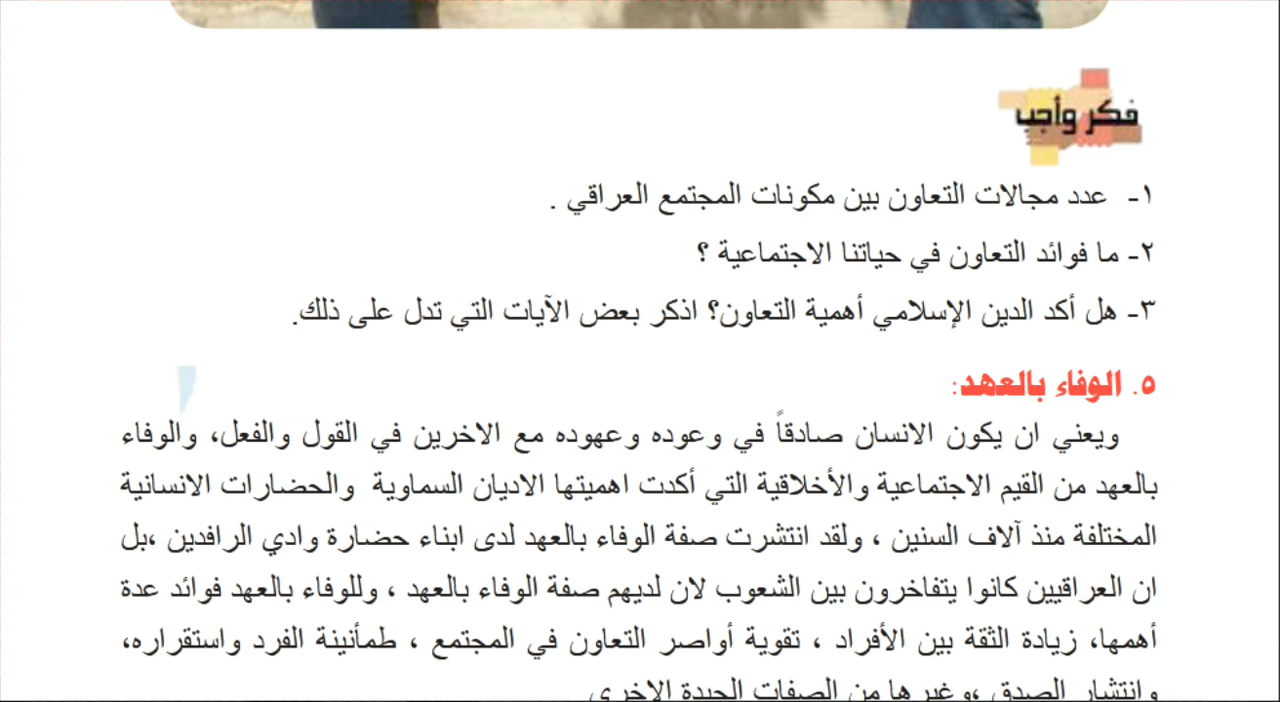 فكر وأجب
١- عدد مجالات التعاون بين مكونات المجتمع العراقي .
٢- ما فوائد التعاون في حياتنا الاجتماعية ؟
٣- هل أكد الدين الإسلامي أهمية التعاون؟ اذكر بعض الآيات التي تدل على ذلك.
٥. الوفاء بالعهد:
ويعني ان يكون الانسان صادقاً في وعوده وعهوده مع الاخرين في القول والفعل، والوفاء
بالعهد من القيم الاجتماعية والأخلاقية التي أكدت اهميتها الاديان السماوية والحضارات الانسانية
المختلفة منذ آلاف السنين ، ولقد انتشرت صفة الوفاء بالعهد لدى ابناء حضارة وادي الرافدين ،بل
ان العراقيين كانوا يتفاخرون بين الشعوب لان لديهم صفة الوفاء بالعهد ، وللوفاء بالعهد فوائد عدة
أهمها، زيادة الثقة بين الأفراد ، تقوية أواصر التعاون في المجتمع ، طمأنينة الفرد واستقراره،
وانتشار الصدق ،وغيرها من الصفات الجيدة الاخرى